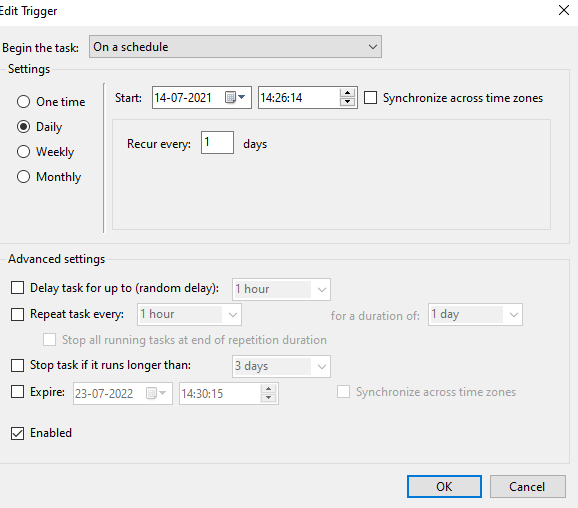 Edit Trigger
Begin the task: On a schedule
Settings
One time
Start: 14-07-2021 14:26:14 Synchronize across time zones
Daily
Recur every: 1 days
Weekly
Monthly
Advanced settings
Delay task for up to (random delay): 1 hour
Repeat task every: 1 hour for a duration of: 1 day
Stop all running tasks at end of repetition duration
Stop task if it runs longer than: 3 days
Expire: 23-07-2022 14:30:15 Synchronize across time zones
Enabled
OK Cancel